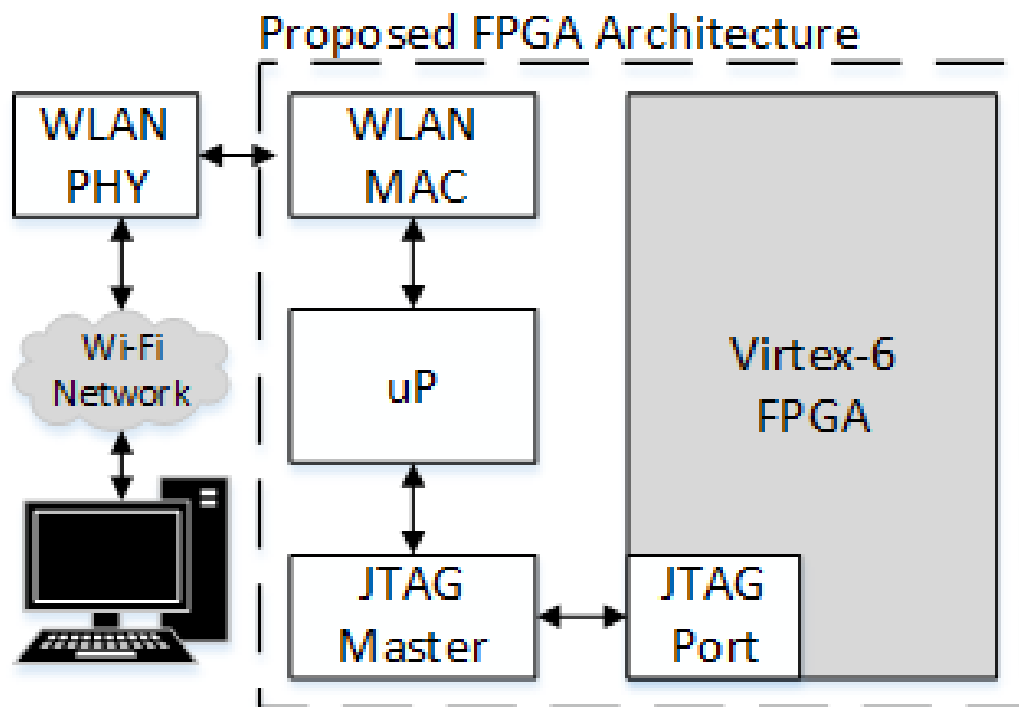 Proposed FPGA Architecture
WLAN
PHY
WLAN
MAC
Wi-Fi
Network
uP
Virtex-6
FPGA
JTAG
Master
JTAG
Port